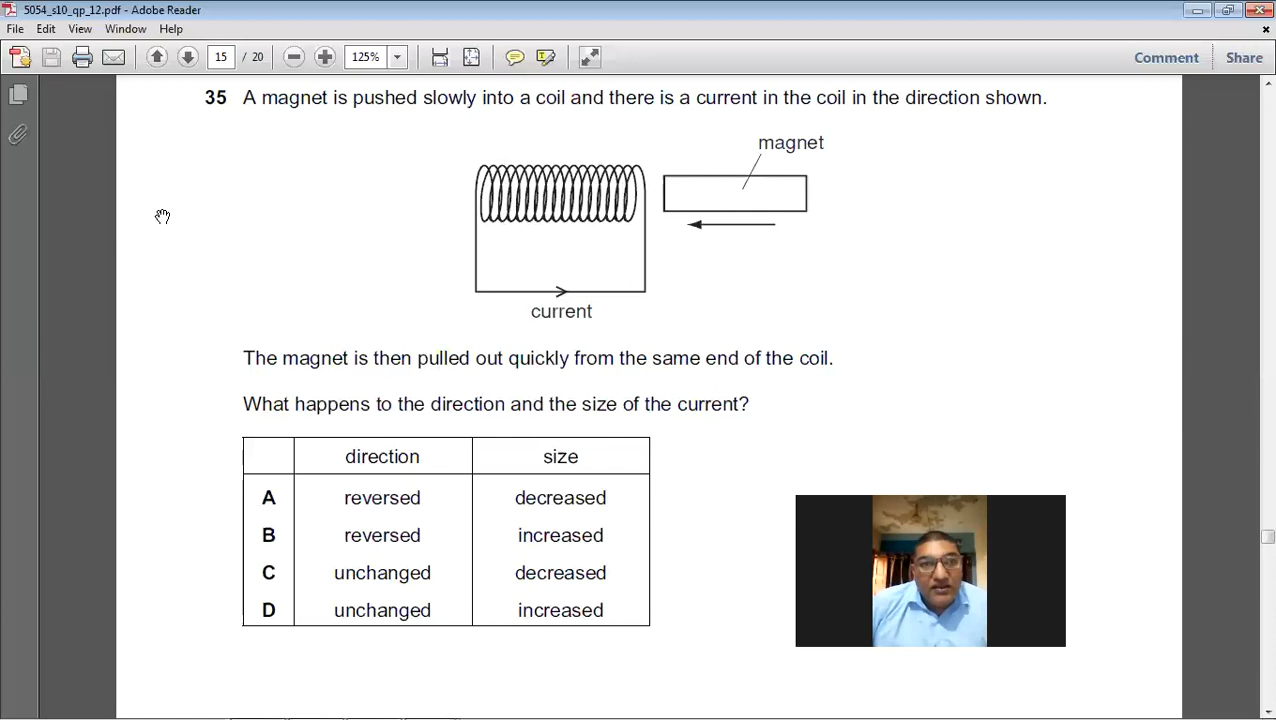 5054_s10_qp_12.pdf - Adobe Reader
File Edit View Window Help
15 / 20 125% Comment Share
35 A magnet is pushed slowly into a coil and there is a current in the coil in the direction shown.
magnet
current
The magnet is then pulled out quickly from the same end of the coil.
What happens to the direction and the size of the current?
direction size
A reversed decreased
B reversed increased
C unchanged decreased
D unchanged increased